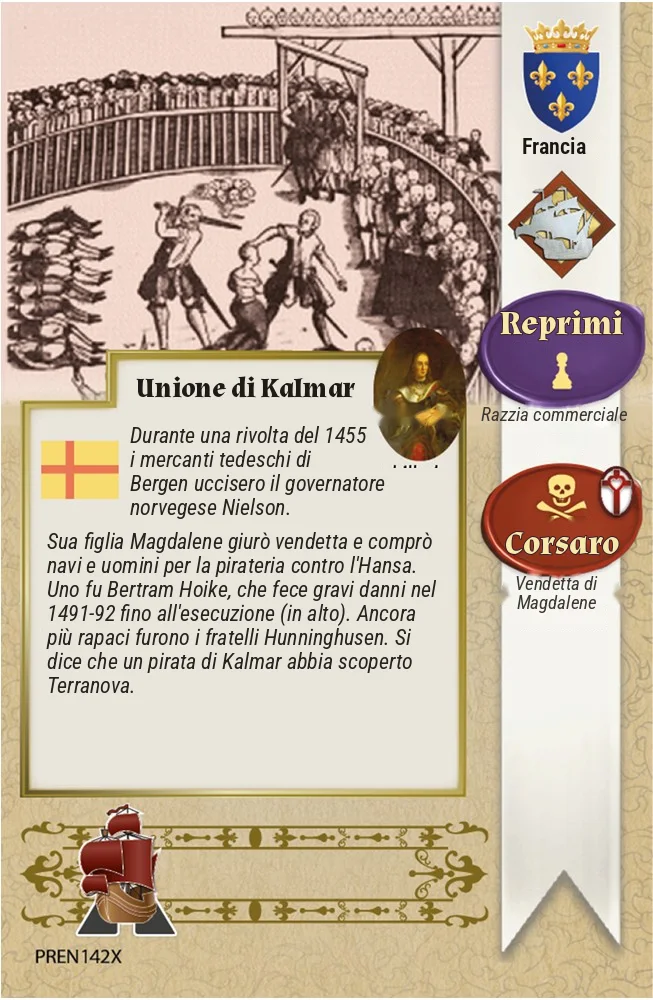 Francia
Reprimi
Razzia commerciale
Unione di Kalmar
Durante una rivolta del 1455
i mercanti tedeschi di
Bergen uccisero il governatore
norvegese Nielson.
Sua figlia Magdalene giurò vendetta e comprò
navi e uomini per la pirateria contro l'Hansa.
Uno fu Bertram Hoike, che fece gravi danni nel
1491-92 fino all'esecuzione (in alto). Ancora
più rapaci furono i fratelli Hunninghusen. Si
dice che un pirata di Kalmar abbia scoperto
Terranova.
Corsaro
Vendetta di
Magdalene
PREN142X